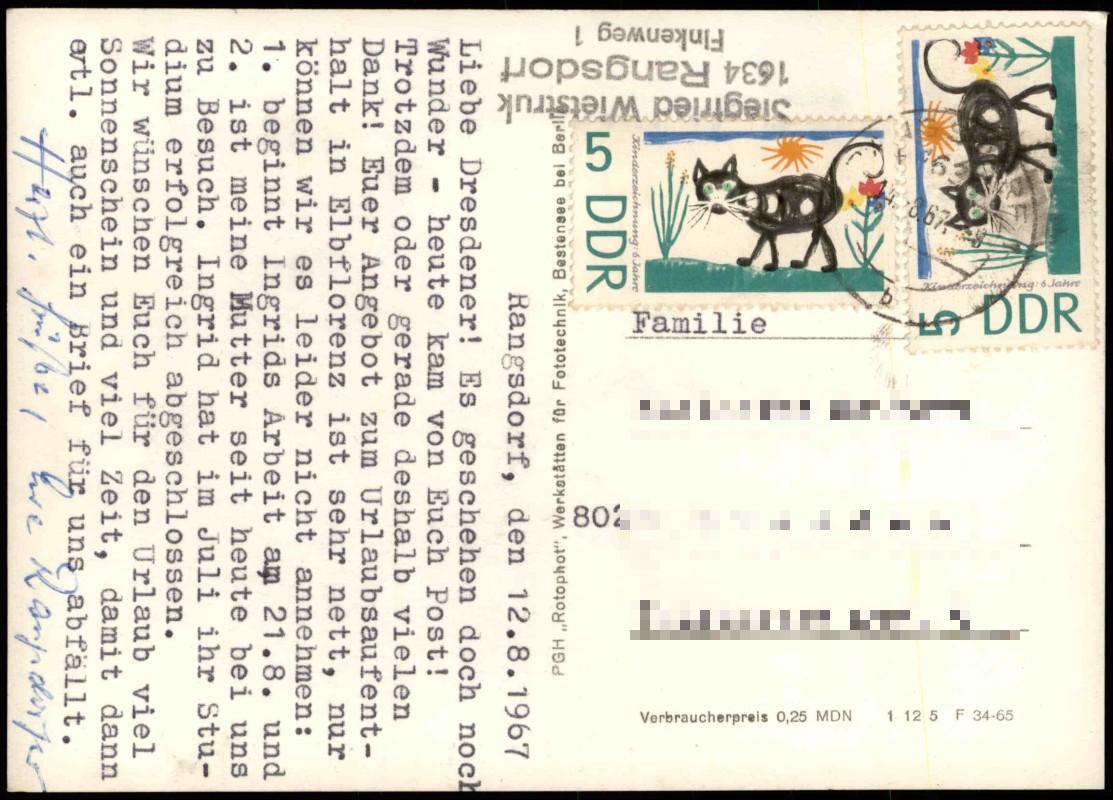 Rangsdorf, den 12.8.1967
Liebe Dresdener! Es geschehen doch noch
Wunder - heute kam von Euch Post!
Trotzdem oder gerade deshalb vielen
Dank! Euer Angebot zum Urlaubsaufent-
halt in Elbflorenz ist sehr nett, nur
können wir es leider nicht annehmen:
1. beginnt Ingrids Arbeit am 21.8. und
2. ist meine Mutter seit heute bei uns
zu Besuch. Ingrid hat im Juli ihr Stu-
dium erfolgreich abgeschlossen.
Wir wünschen Euch für den Urlaub viel
Sonnenschein und viel Zeit, damit dann
evtl. auch ein Brief für uns abfällt.
Herzl. Grüße, Eure Rangsdorfer
Siegfried Wietstruk
1634 Rangsdorf
Finkenweg 1
PGH „Rotophot", Werkstätten für Fototechnik, Bestensee bei Berlin
5 DDR
Kinderzeichnung: 6 Jahre
5 DDR
Kinderzeichnung: 6 Jahre
b
Familie
802
Verbraucherpreis 0,25 MDN 1 12 5 F 34-65